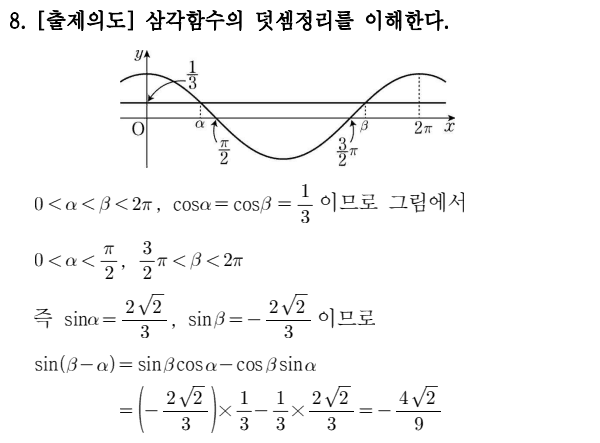 8. [출제의도] 삼각함수의 덧셈정리를 이해한다.
y
1/3
O α π/2 3/2 π β 2π x
0<α<β<2π, cosα=cosβ=1/3 이므로 그림에서
0<α<π/2, 3/2 π<β<2π
즉 sinα=2√2/3, sinβ=-2√2/3 이므로
sin(β-α)=sinβcosα-cosβsinα
=(-2√2/3)×1/3-1/3×2√2/3=-4√2/9